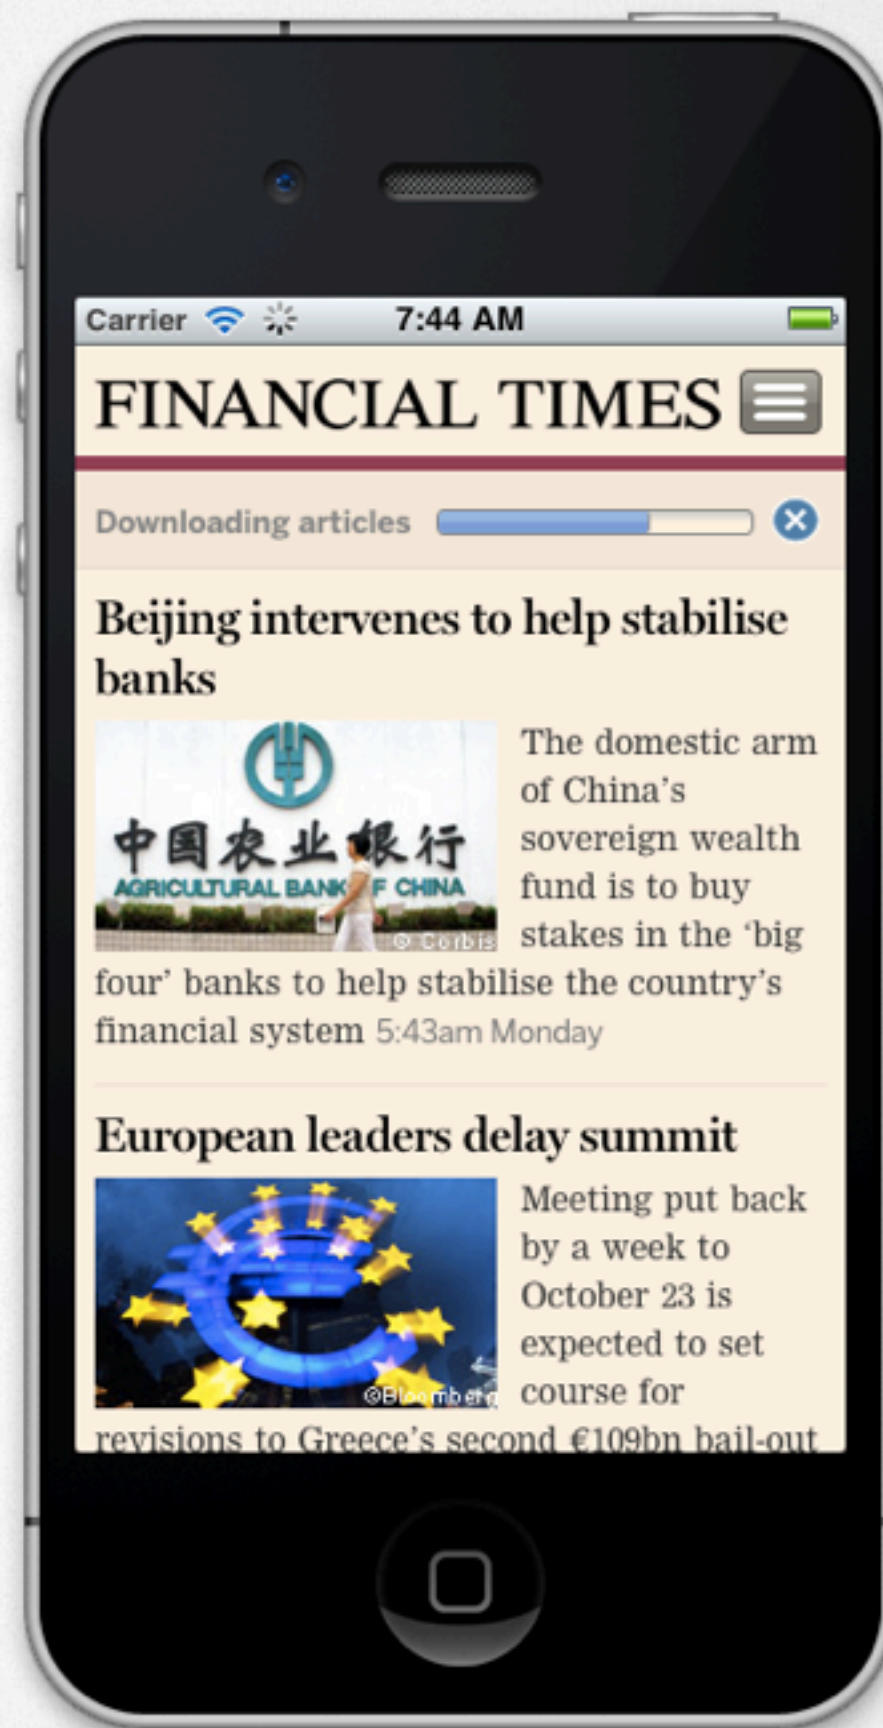 Carrier 7:44 AM
FINANCIAL TIMES
Downloading articles
Beijing intervenes to help stabilise
banks
中国农业银行
AGRICULTURAL BANK F CHINA
© Corbis
The domestic arm
of China's
sovereign wealth
fund is to buy
stakes in the ‘big
four’ banks to help stabilise the country's
financial system 5:43am Monday
European leaders delay summit
©Bloomberg
Meeting put back
by a week to
October 23 is
expected to set
course for
revisions to Greece's second €109bn bail-out